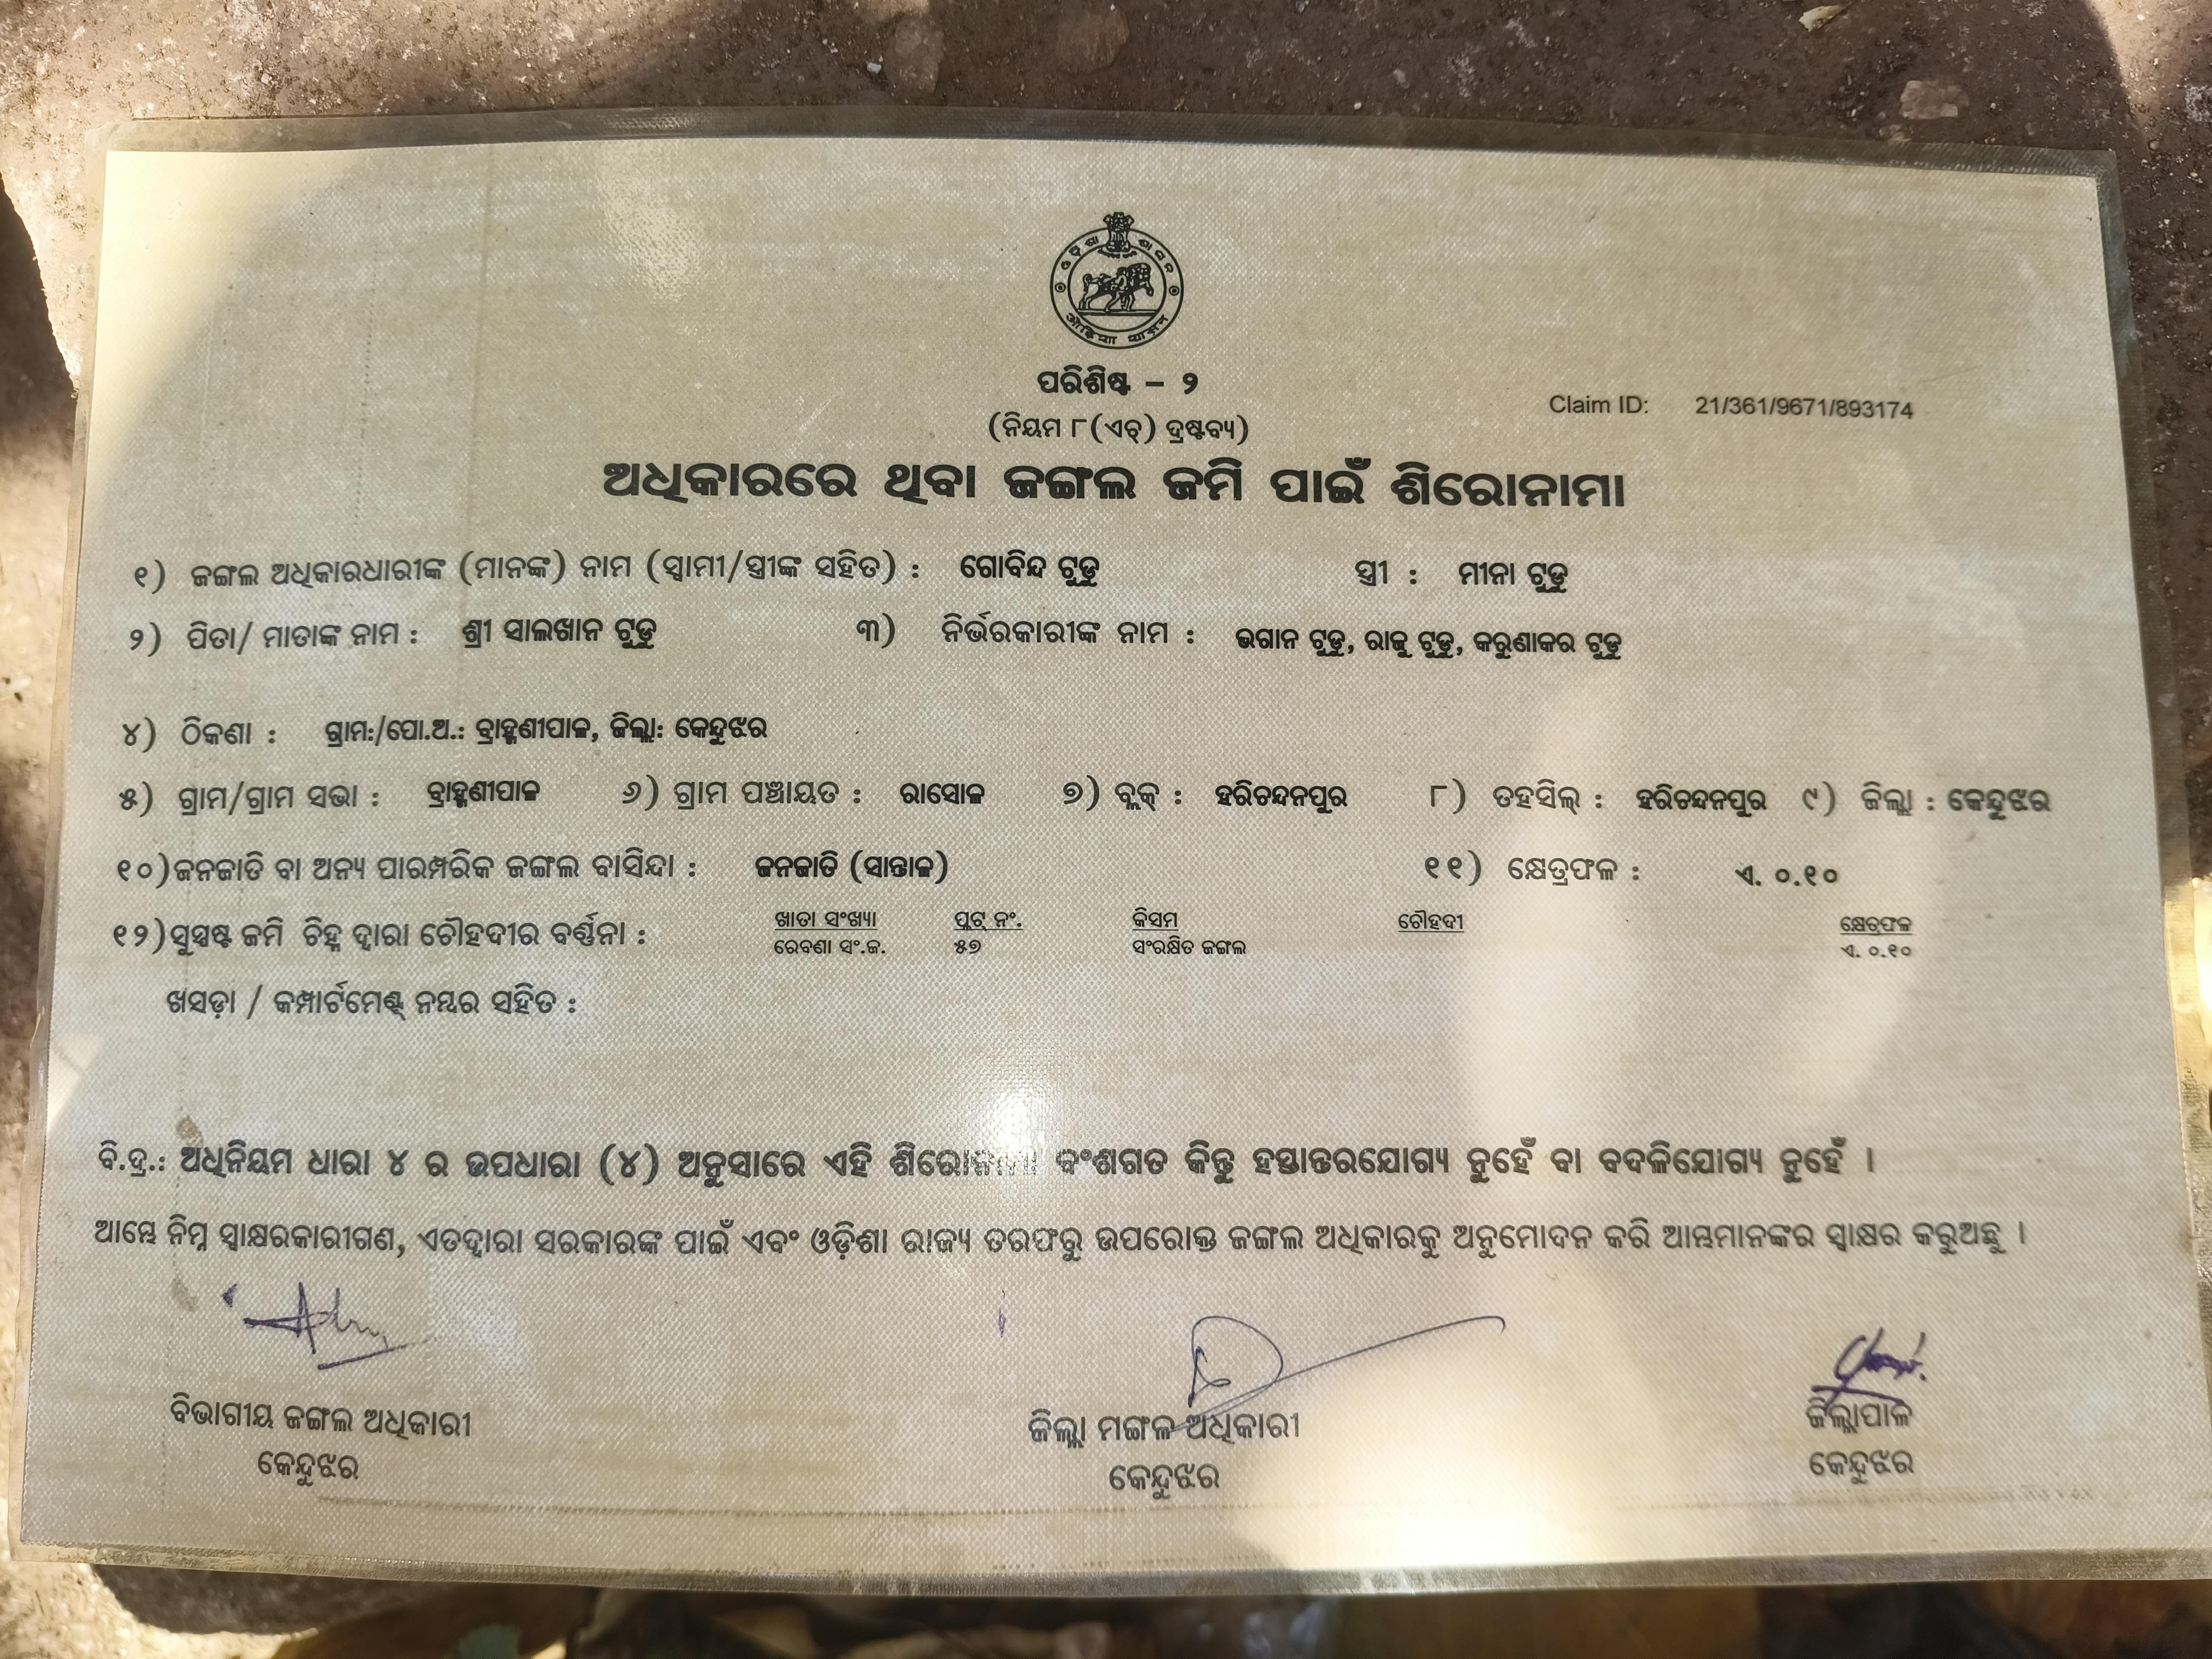 ଓଡ଼ିଶା ଶାସନ
ओड़िशा शासन
ପରିଶିଷ୍ଟ – ୨
(ନିୟମ ୮(ଏଚ୍) ଦ୍ରଷ୍ଟବ୍ୟ)
Claim ID: 21/361/9671/893174
ଅଧିକାରରେ ଥିବା ଜଙ୍ଗଲ ଜମି ପାଇଁ ଶିରୋନାମା
୧) ଜଙ୍ଗଲ ଅଧିକାରଧାରୀଙ୍କ (ମାନଙ୍କ) ନାମ (ସ୍ୱାମୀ/ସ୍ତ୍ରୀଙ୍କ ସହିତ) : ଗୋବିନ୍ଦ ଟୁଡୁ ସ୍ତ୍ରୀ : ମୀନା ଟୁଡୁ
୨) ପିତା/ ମାତାଙ୍କ ନାମ : ଶ୍ରୀ ସାଲଖାନ ଟୁଡୁ ୩) ନିର୍ଭରକାରୀଙ୍କ ନାମ : ଭଗାନ ଟୁଡୁ, ରାଜୁ ଟୁଡୁ, କରୁଣାକର ଟୁଡୁ
୪) ଠିକଣା : ଗ୍ରାମ:/ପୋ.ଅ.: ବ୍ରାହ୍ମଣୀପାଳ, ଜିଲ୍ଲା: କେନ୍ଦୁଝର
୫) ଗ୍ରାମ/ଗ୍ରାମ ସଭା : ବ୍ରାହ୍ମଣୀପାଳ ୬) ଗ୍ରାମ ପଞ୍ଚାୟତ : ରାସୋଳ ୭) ବ୍ଲକ୍ : ହରିଚନ୍ଦନପୁର ୮) ତହସିଲ୍ : ହରିଚନ୍ଦନପୁର ୯) ଜିଲ୍ଲା : କେନ୍ଦୁଝର
୧୦)ଜନଜାତି ବା ଅନ୍ୟ ପାରମ୍ପରିକ ଜଙ୍ଗଲ ବାସିନ୍ଦା : ଜନଜାତି (ସାନ୍ତାଳ) ୧୧) କ୍ଷେତ୍ରଫଳ : ଏ. ୦.୧୦
୧୨)ସୁସ୍ପଷ୍ଟ ଜମି ଚିହ୍ନ ଦ୍ୱାରା ଚୌହଦୀର ବର୍ଣ୍ଣନା : ଖାତା ସଂଖ୍ୟା ପ୍ଲଟ୍ ନଂ. କିସମ ଚୌହଦୀ କ୍ଷେତ୍ରଫଳ
ରେବଣା ସଂ.ଜ. ୫୭ ସଂରକ୍ଷିତ ଜଙ୍ଗଲ ଏ. ୦.୧୦
ଖସଡ଼ା / କମ୍ପାର୍ଟମେଣ୍ଟ ନମ୍ବର ସହିତ :
ବି.ଦ୍ର.: ଅଧିନିୟମ ଧାରା ୪ ର ଉପଧାରା (୪) ଅନୁସାରେ ଏହି ଶିରୋନାମା ବଂଶଗତ କିନ୍ତୁ ହସ୍ତାନ୍ତରଯୋଗ୍ୟ ନୁହେଁ ବା ବଦଳିଯୋଗ୍ୟ ନୁହେଁ ।
ଆମ୍ଭେ ନିମ୍ନ ସ୍ୱାକ୍ଷରକାରୀଗଣ, ଏତଦ୍ୱାରା ସରକାରଙ୍କ ପାଇଁ ଏବଂ ଓଡ଼ିଶା ରାଜ୍ୟ ତରଫରୁ ଉପରୋକ୍ତ ଜଙ୍ଗଲ ଅଧିକାରକୁ ଅନୁମୋଦନ କରି ଆମ୍ଭମାନଙ୍କର ସ୍ୱାକ୍ଷର କରୁଅଛୁ ।
ବିଭାଗୀୟ ଜଙ୍ଗଲ ଅଧିକାରୀ ଜିଲ୍ଲା ମଙ୍ଗଳ ଅଧିକାରୀ ଜିଲ୍ଲାପାଳ
କେନ୍ଦୁଝର କେନ୍ଦୁଝର କେନ୍ଦୁଝର